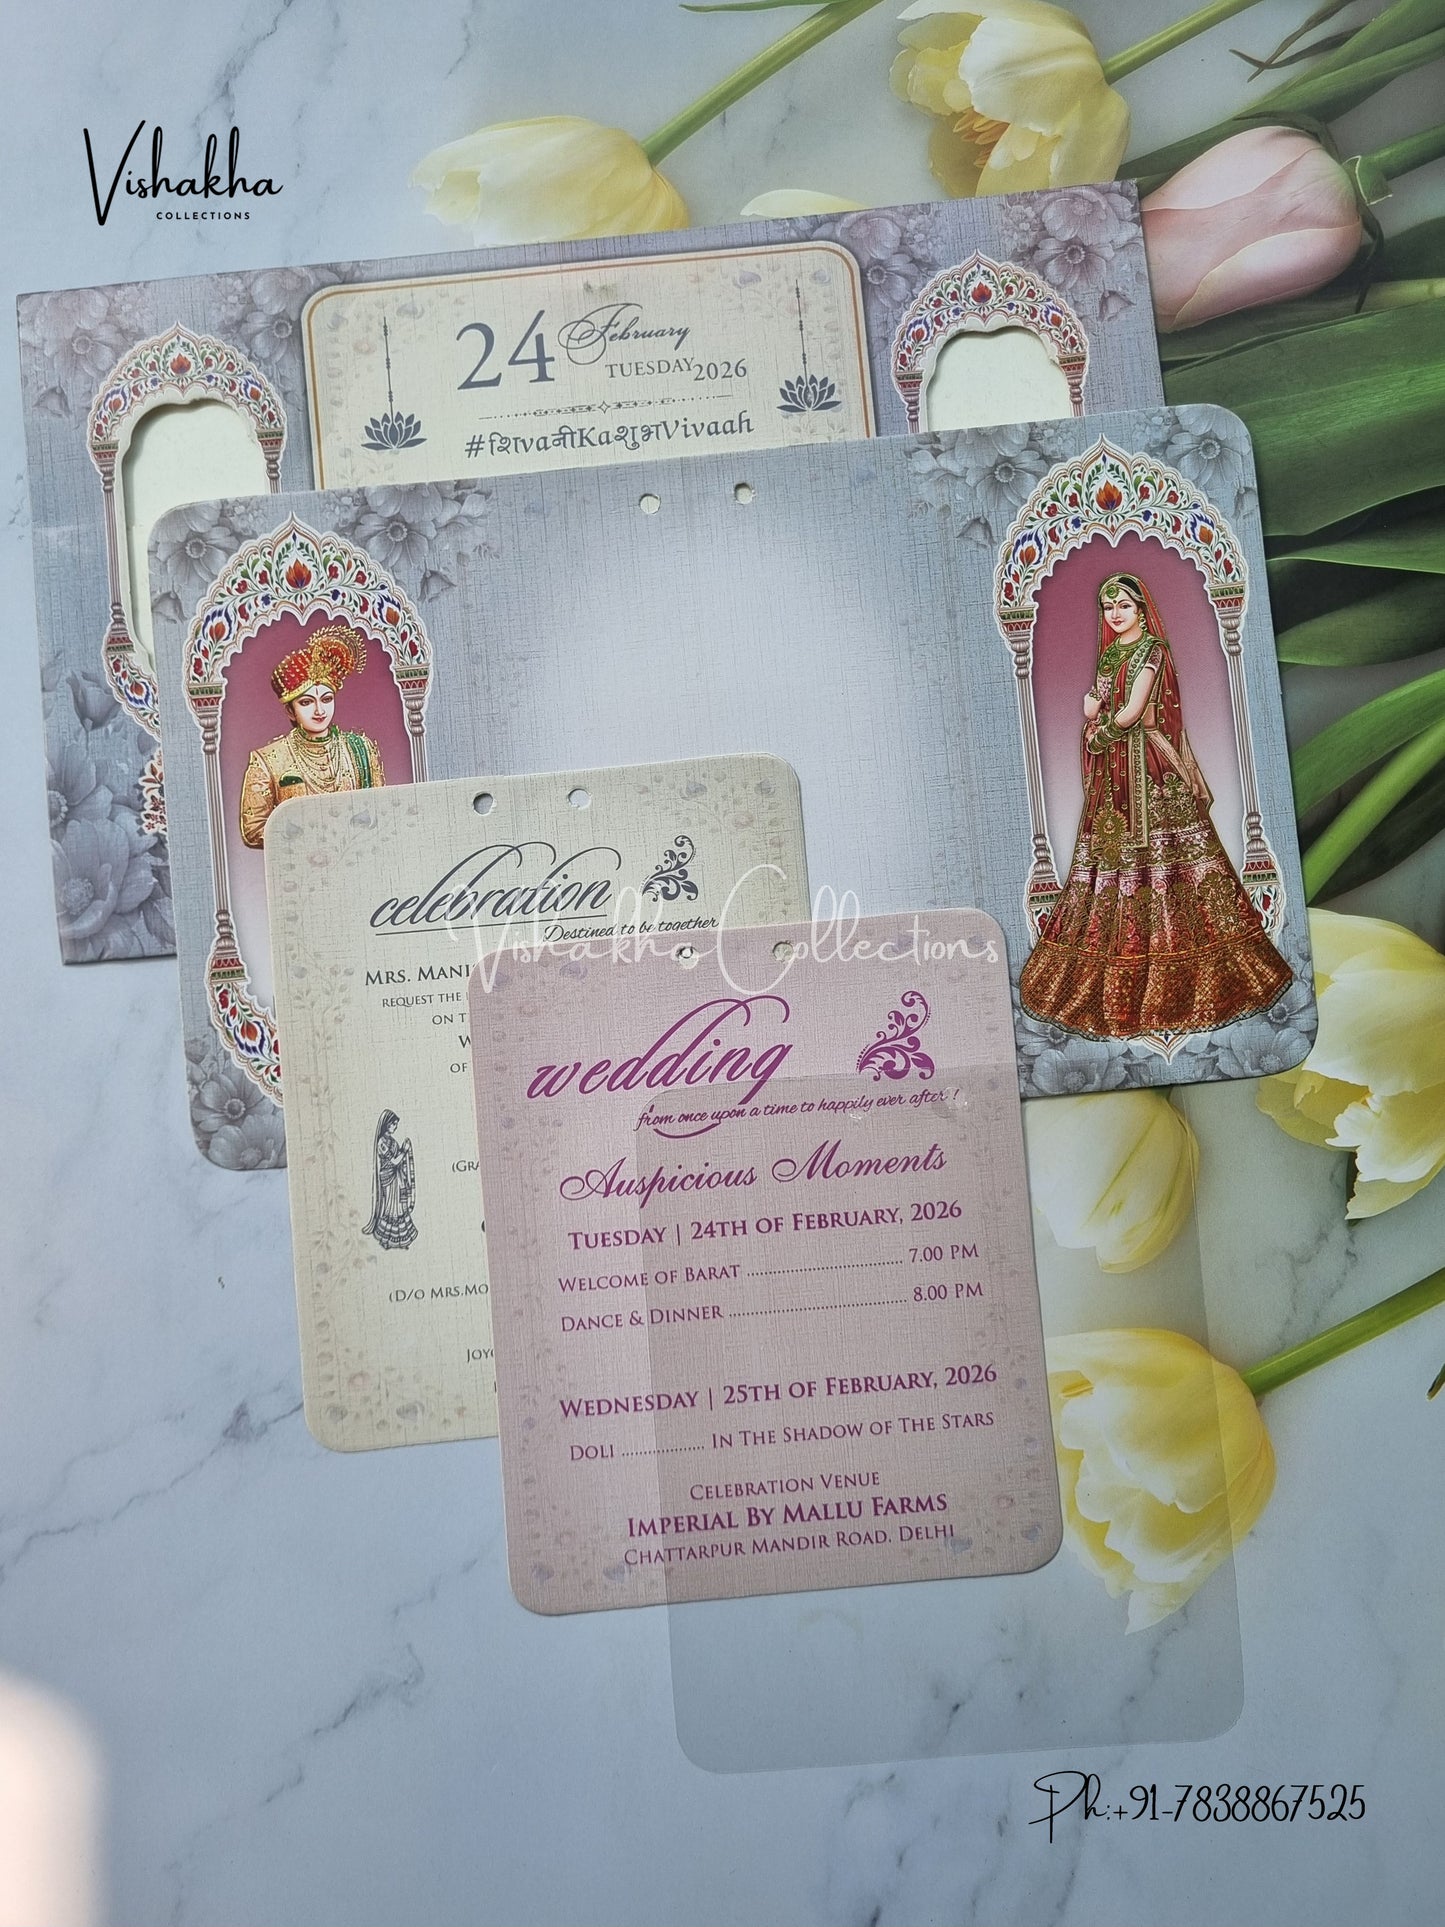 Vishakha
COLLECTIONS
24 February
TUESDAY 2026
#शिvaनीKaशुभVivaah
celebration
Destined to be together
MRS. MANI
REQUEST THE
ON T
W
OF
(GRA
(D/O MRS.MO
JOYO
Vishakha Collections
wedding
from once upon a time to happily ever after !
Auspicious Moments
TUESDAY | 24TH OF FEBRUARY, 2026
WELCOME OF BARAT ........................................ 7.00 PM
DANCE & DINNER ............................................. 8.00 PM
WEDNESDAY | 25TH OF FEBRUARY, 2026
DOLI ..................... IN THE SHADOW OF THE STARS
CELEBRATION VENUE
IMPERIAL BY MALLU FARMS
CHATTARPUR MANDIR ROAD, DELHI
Ph:+91-7838867525